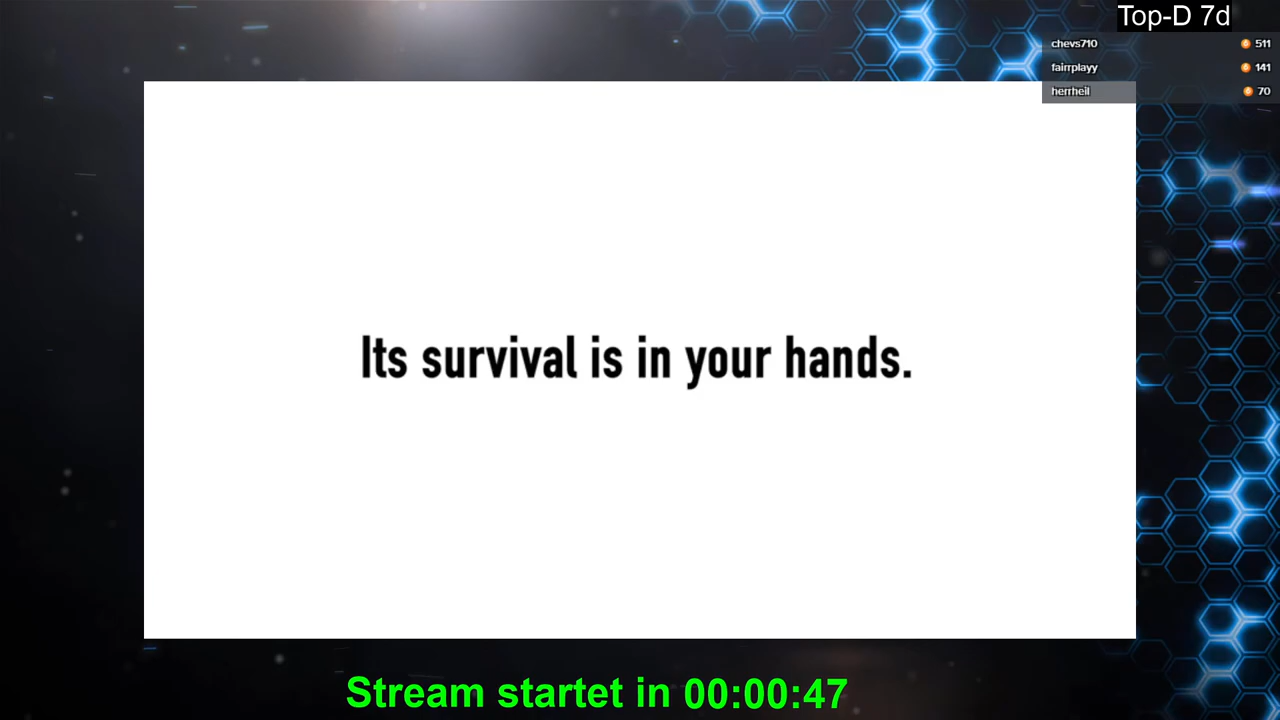 Top-D 7d
chevs710 511
fairrplayy 141
herrheil 70
Its survival is in your hands.
Stream startet in 00:00:47